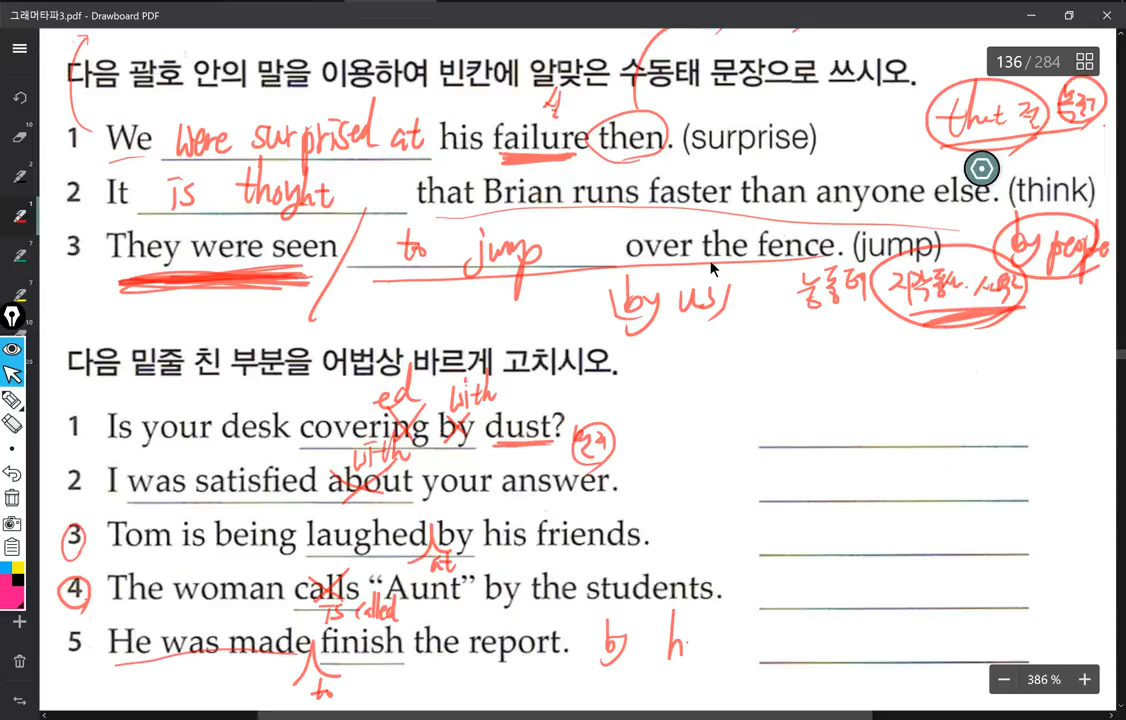 그래머타파3.pdf - Drawboard PDF
136 / 284
다음 괄호 안의 말을 이용하여 빈칸에 알맞은 수동태 문장으로 쓰시오.
that 절
1 We were surprised at his failure then. (surprise)
2 It is thoght that Brian runs faster than anyone else. (think)
by people
3 They were seen to jump over the fence. (jump)
(by us) 능동태
다음 밑줄 친 부분을 어법상 바르게 고치시오.
ed with
1 Is your desk covering by dust?
with
2 I was satisfied about your answer.
3 Tom is being laughed by his friends.
at
4 The woman calls “Aunt” by the students.
is called
5 He was made finish the report. by h
to
386 %